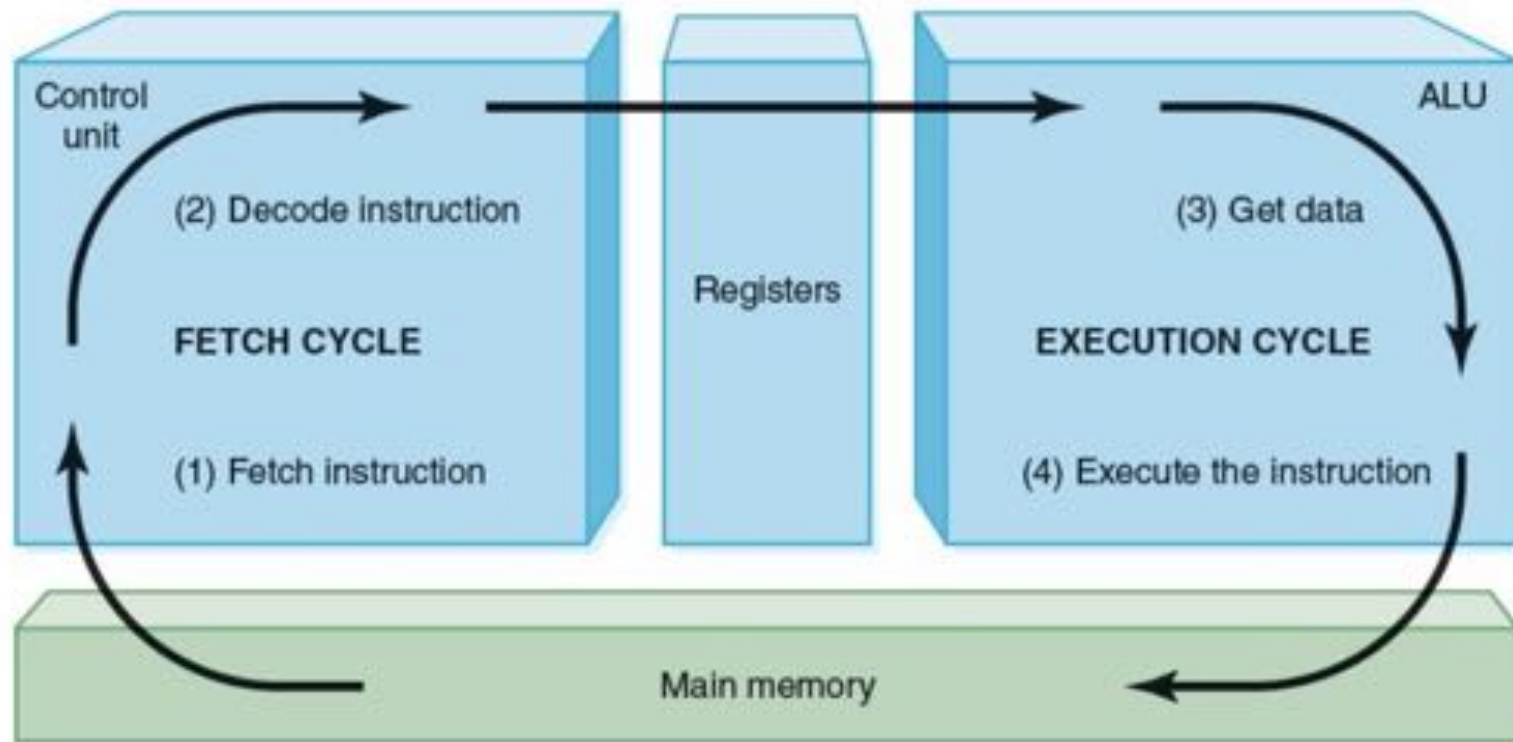 Control
unit
ALU
(2) Decode instruction
(3) Get data
Registers
FETCH CYCLE
EXECUTION CYCLE
(1) Fetch instruction
(4) Execute the instruction
Main memory